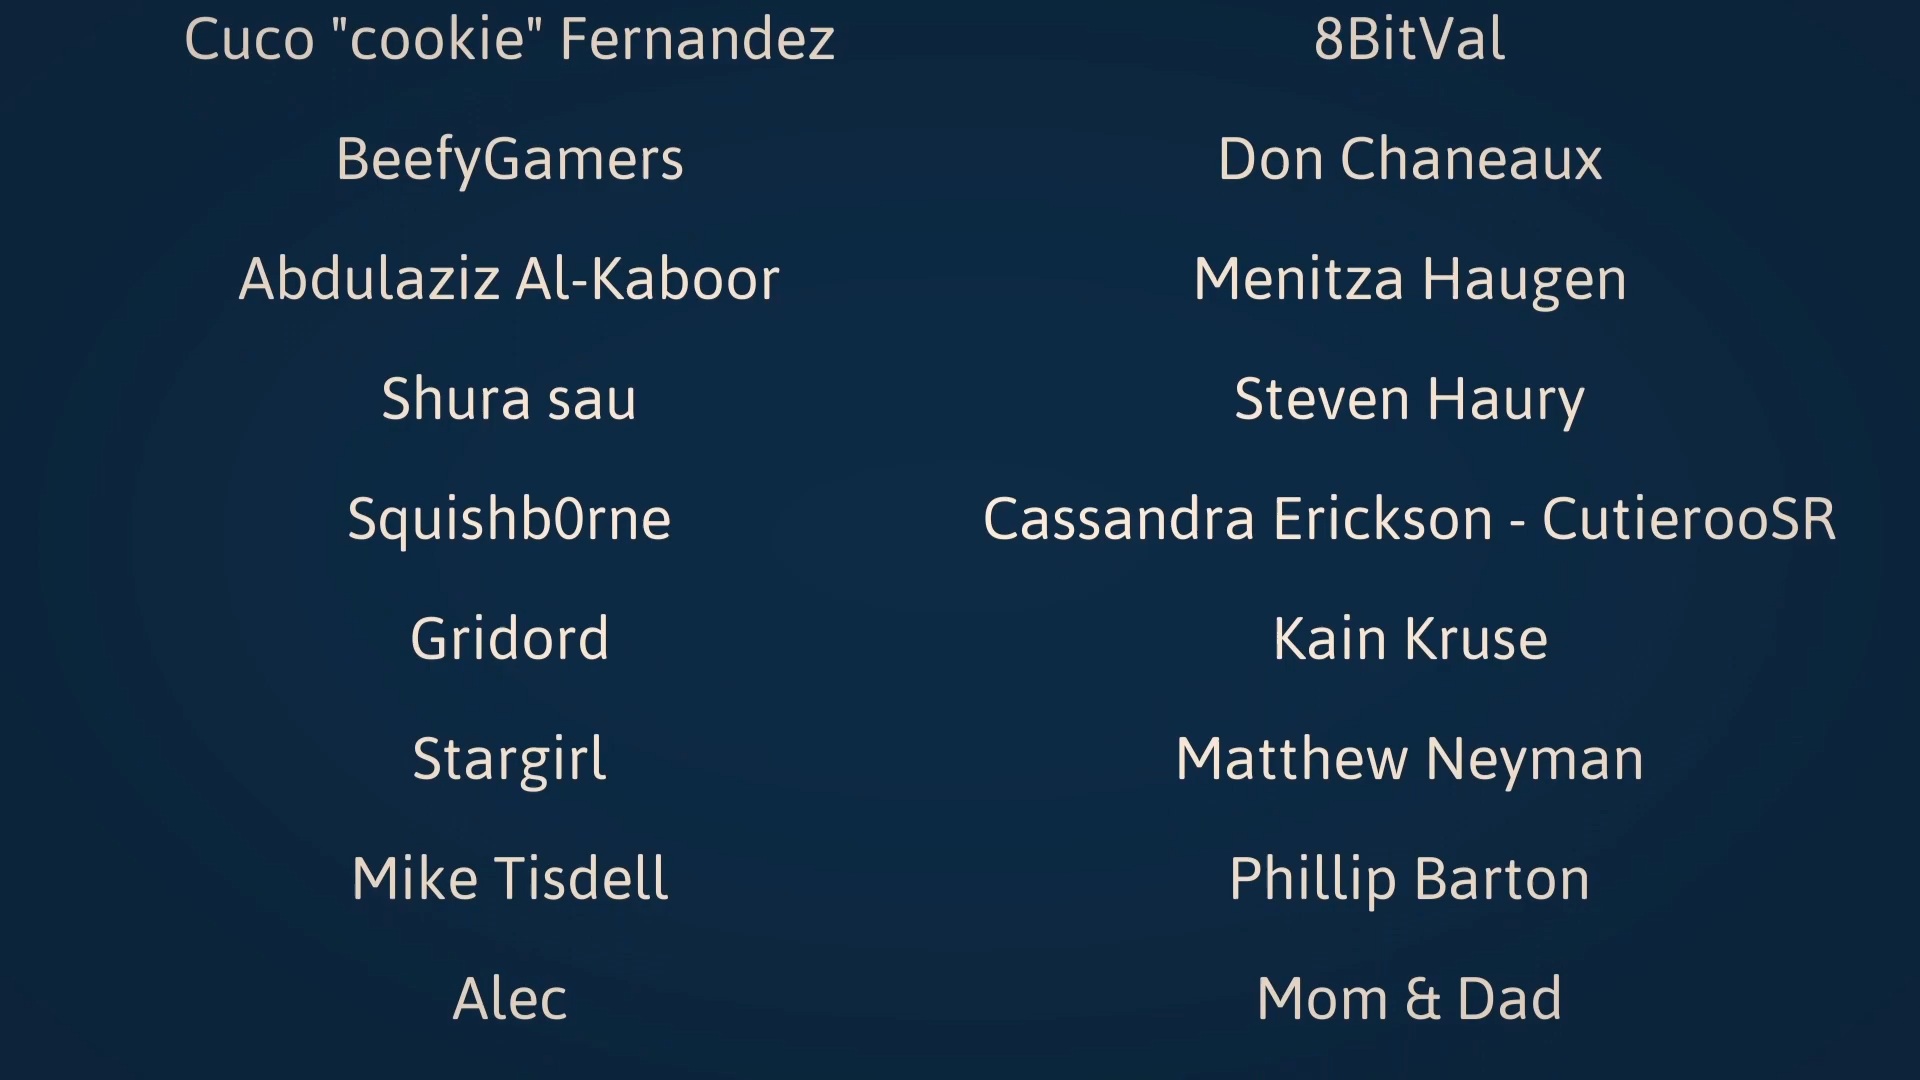 Cuco "cookie" Fernandez
8BitVal
BeefyGamers
Don Chaneaux
Abdulaziz Al-Kaboor
Menitza Haugen
Shura sau
Steven Haury
Squishb0rne
Cassandra Erickson - CutierooSR
Gridord
Kain Kruse
Stargirl
Matthew Neyman
Mike Tisdell
Phillip Barton
Alec
Mom & Dad